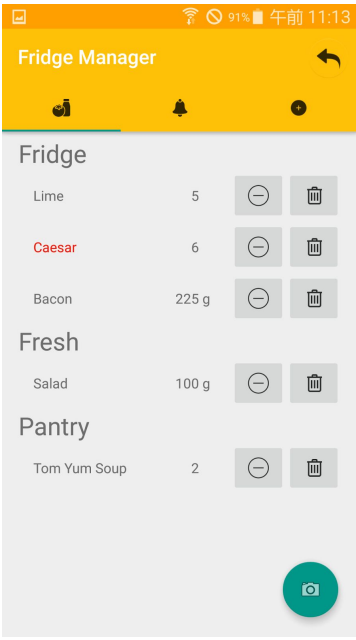 91% 午前 11:13
Fridge Manager
Fridge
Lime 5
Caesar 6
Bacon 225 g
Fresh
Salad 100 g
Pantry
Tom Yum Soup 2